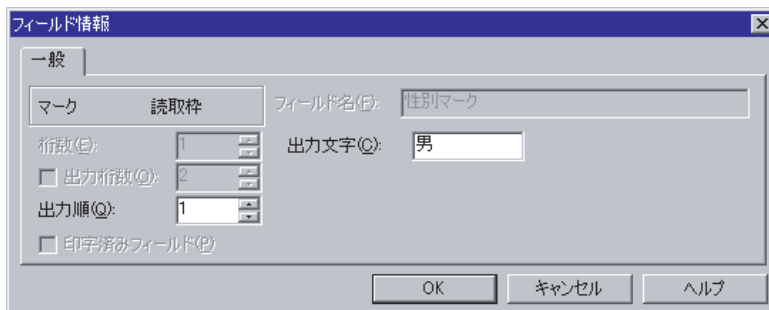 フィールド情報
一般
マーク 読取枠
フィールド名(F): 性別マーク
桁数(E): 1
出力文字(C): 男
出力桁数(O): 2
出力順(Q): 1
印字済みフィールド(P)
OK キャンセル ヘルプ